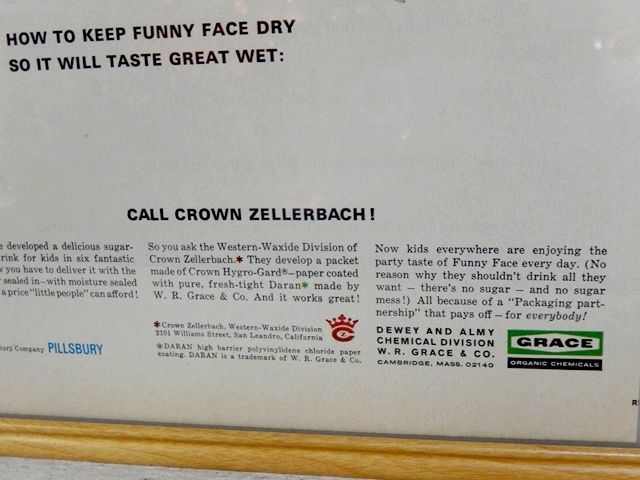 HOW TO KEEP FUNNY FACE DRY
SO IT WILL TASTE GREAT WET:
CALL CROWN ZELLERBACH!
e developed a delicious sugar-
rink for kids in six fantastic
w you have to deliver it with the
r sealed in—with moisture sealed
a price "little people" can afford!
bury Company PILLSBURY
So you ask the Western-Waxide Division of
Crown Zellerbach.* They develop a packet
made of Crown Hygro-Gard®—paper coated
with pure, fresh-tight Daran* made by
W. R. Grace & Co. And it works great!
*Crown Zellerbach, Western-Waxide Division
2101 Williams Street, San Leandro, California
*DARAN high barrier polyvinylidene chloride paper
coating. DARAN is a trademark of W. R. Grace & Co.
CZ
Now kids everywhere are enjoying the
party taste of Funny Face every day. (No
reason why they shouldn't drink all they
want – there's no sugar – and no sugar
mess!) All because of a "Packaging part-
nership" that pays off – for everybody!
DEWEY AND ALMY
CHEMICAL DIVISION
W. R. GRACE & CO.
CAMBRIDGE, MASS. 02140
GRACE
ORGANIC CHEMICALS
R